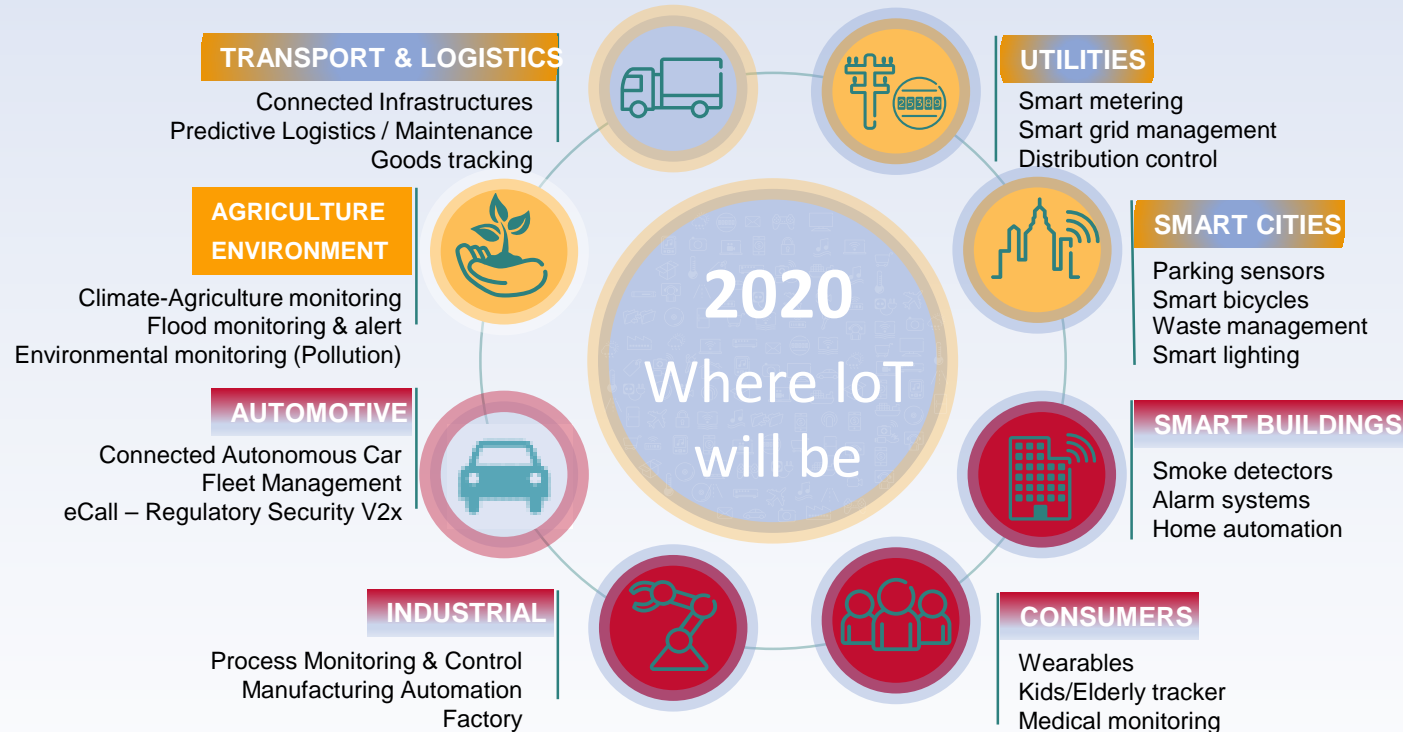 TRANSPORT & LOGISTICS
Connected Infrastructures
Predictive Logistics / Maintenance
Goods tracking
UTILITIES
Smart metering
Smart grid management
Distribution control
25389
AGRICULTURE
ENVIRONMENT
Climate-Agriculture monitoring
Flood monitoring & alert
Environmental monitoring (Pollution)
2020
Where IoT
will be
SMART CITIES
Parking sensors
Smart bicycles
Waste management
Smart lighting
AUTOMOTIVE
Connected Autonomous Car
Fleet Management
eCall – Regulatory Security V2x
SMART BUILDINGS
Smoke detectors
Alarm systems
Home automation
INDUSTRIAL
Process Monitoring & Control
Manufacturing Automation
Factory
CONSUMERS
Wearables
Kids/Elderly tracker
Medical monitoring